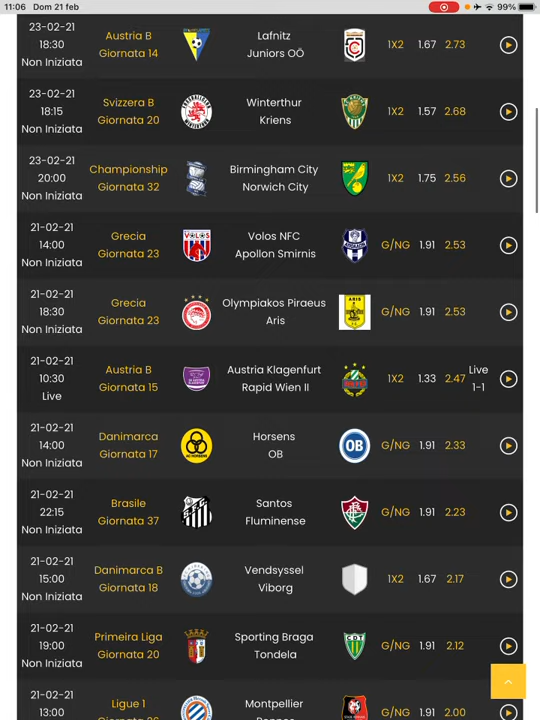 11:06 Dom 21 feb 99%
23-02-21
18:30
Non Iniziata
Austria B
Giornata 14
Lafnitz
Juniors OÖ
1X2 1.67 2.73
23-02-21
18:15
Non Iniziata
Svizzera B
Giornata 20
Winterthur
Kriens
1X2 1.57 2.68
23-02-21
20:00
Non Iniziata
Championship
Giornata 32
Birmingham City
Norwich City
1X2 1.75 2.56
21-02-21
14:00
Non Iniziata
Grecia
Giornata 23
VOLOS
Volos NFC
Apollon Smirnis
G/NG 1.91 2.53
21-02-21
18:30
Non Iniziata
Grecia
Giornata 23
Olympiakos Piraeus
Aris
ARIS
G/NG 1.91 2.53
21-02-21
10:30
Live
Austria B
Giornata 15
Austria Klagenfurt
Rapid Wien II
1X2 1.33 2.47
Live
1-1
21-02-21
14:00
Non Iniziata
Danimarca
Giornata 17
AC HORSENS
Horsens
OB
OB
G/NG 1.91 2.33
21-02-21
22:15
Non Iniziata
Brasile
Giornata 37
Santos
Fluminense
G/NG 1.91 2.23
21-02-21
15:00
Non Iniziata
Danimarca B
Giornata 18
Vendsyssel
Viborg
1X2 1.67 2.17
21-02-21
19:00
Non Iniziata
Primeira Liga
Giornata 20
Sporting Braga
Tondela
CDT
G/NG 1.91 2.12
21-02-21
13:00
Ligue 1
Montpellier
G/NG 1.91 2.00